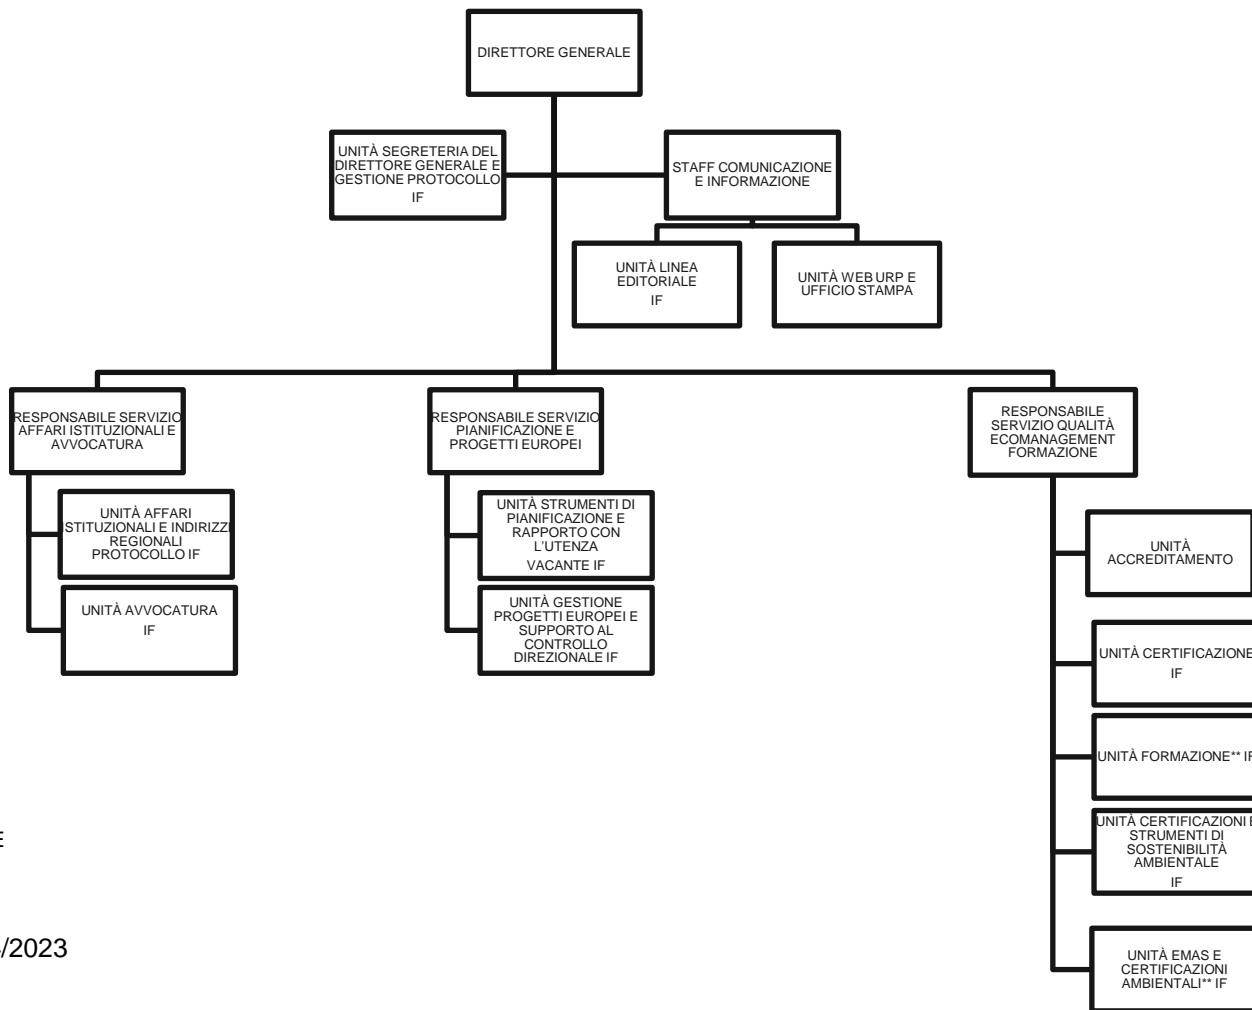 DIRETTORE GENERALE
UNITÀ SEGRETERIA DEL
DIRETTORE GENERALE E
GESTIONE PROTOCOLLO
IF
STAFF COMUNICAZIONE
E INFORMAZIONE
UNITÀ LINEA
EDITORIALE
IF
UNITÀ WEB URP E
UFFICIO STAMPA
RESPONSABILE SERVIZIO
AFFARI ISTITUZIONALI E
AVVOCATURA
RESPONSABILE SERVIZIO
PIANIFICAZIONE E
PROGETTI EUROPEI
RESPONSABILE
SERVIZIO QUALITÀ
ECOMANAGEMENT
FORMAZIONE
UNITÀ AFFARI
ISTITUZIONALI E INDIRIZZI
REGIONALI
PROTOCOLLO IF
UNITÀ AVVOCATURA
IF
UNITÀ STRUMENTI DI
PIANIFICAZIONE E
RAPPORTO CON
L'UTENZA
VACANTE IF
UNITÀ GESTIONE
PROGETTI EUROPEI E
SUPPORTO AL
CONTROLLO
DIREZIONALE IF
UNITÀ
ACCREDITAMENTO
UNITÀ CERTIFICAZIONE
IF
UNITÀ FORMAZIONE** IF
UNITÀ CERTIFICAZIONI E
STRUMENTI DI
SOSTENIBILITÀ
AMBIENTALE
IF
UNITÀ EMAS E
CERTIFICAZIONI
AMBIENTALI** IF
E
/2023